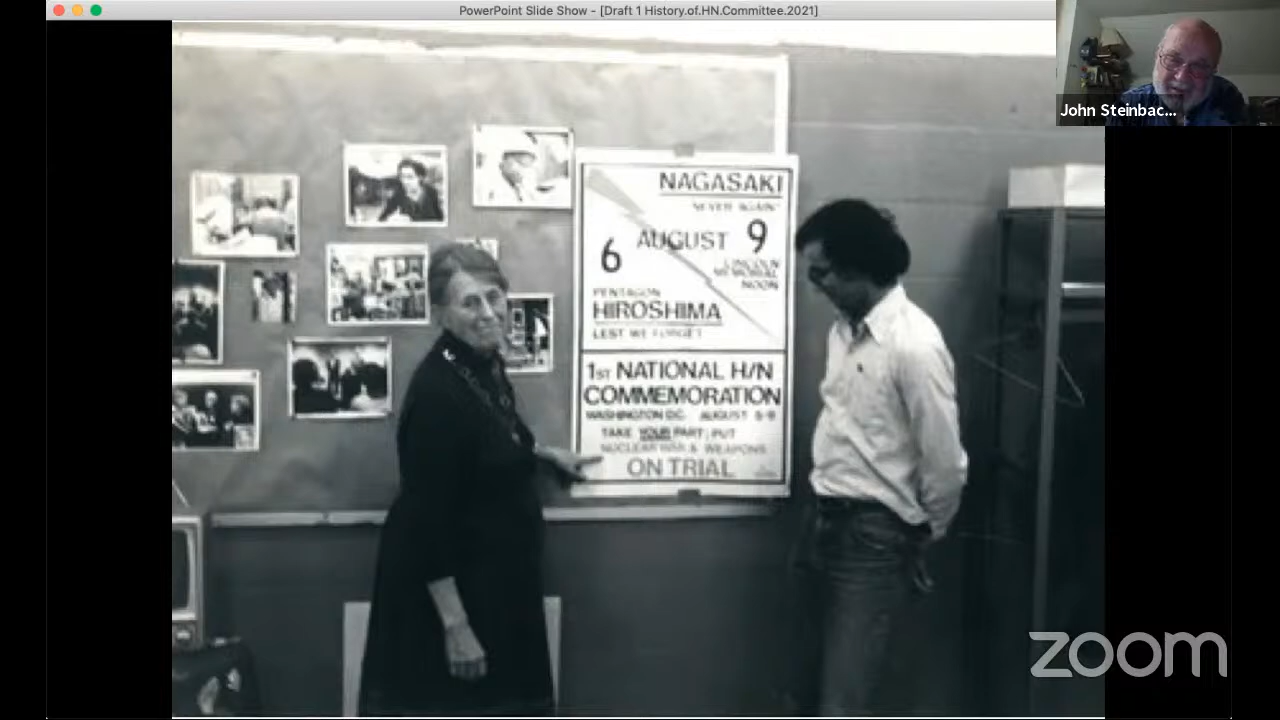 PowerPoint Slide Show - [Draft 1 History.of.HN.Committee.2021]
John Steinbac...
NAGASAKI
NEVER AGAIN
6 AUGUST 9
LINCOLN
MEMORIAL
NOON
PENTAGON
HIROSHIMA
LEST WE FORGET
1ST NATIONAL H/N
COMMEMORATION
WASHINGTON D.C. AUGUST 6-9
TAKE YOUR PART; PUT
NUCLEAR WAR & WEAPONS
ON TRIAL
zoom